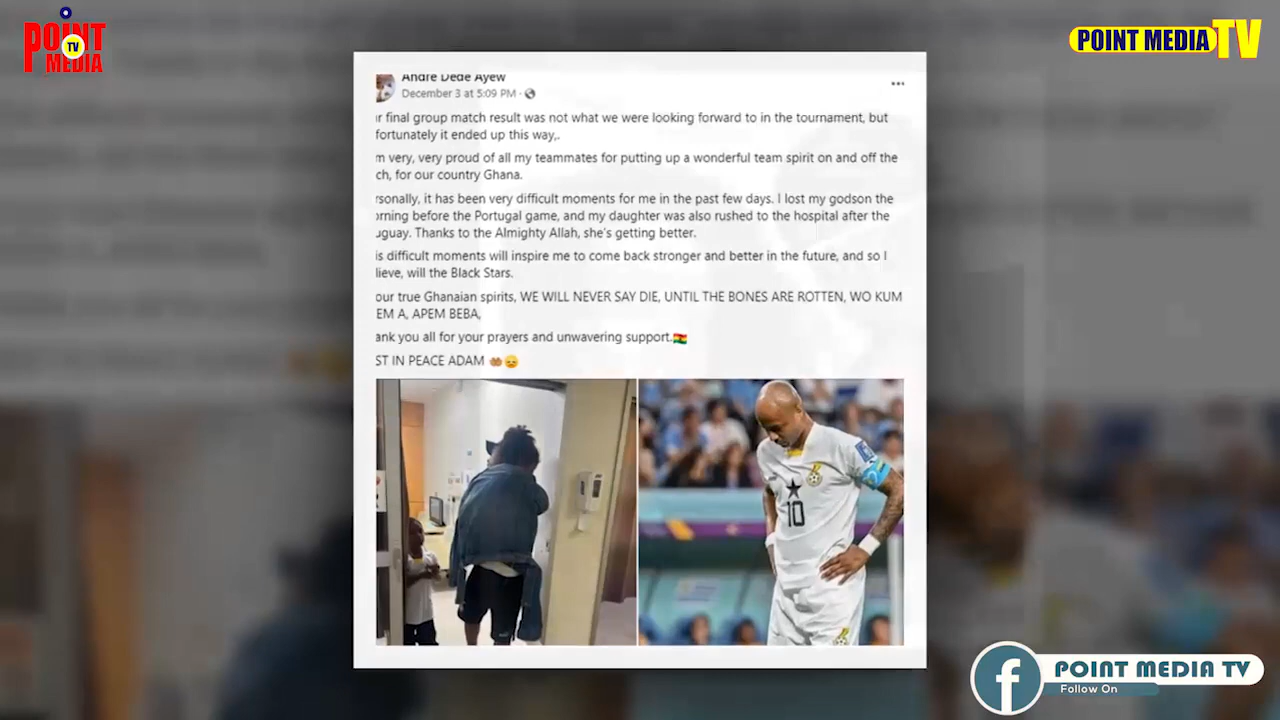 POINT
TV
MEDIA
POINT MEDIA TV
Andre Dede Ayew
December 3 at 5:09 PM ·
r final group match result was not what we were looking forward to in the tournament, but
fortunately it ended up this way,.
m very, very proud of all my teammates for putting up a wonderful team spirit on and off the
ch, for our country Ghana.
rsonally, it has been very difficult moments for me in the past few days. I lost my godson the
orning before the Portugal game, and my daughter was also rushed to the hospital after the
uguay. Thanks to the Almighty Allah, she's getting better.
is difficult moments will inspire me to come back stronger and better in the future, and so I
lieve, will the Black Stars.
our true Ghanaian spirits, WE WILL NEVER SAY DIE, UNTIL THE BONES ARE ROTTEN, WO KUM
EM A, APEM BEBA,
ank you all for your prayers and unwavering support.🇬🇭
ST IN PEACE ADAM 🤲🏾😞
10
f
POINT MEDIA TV
Follow On